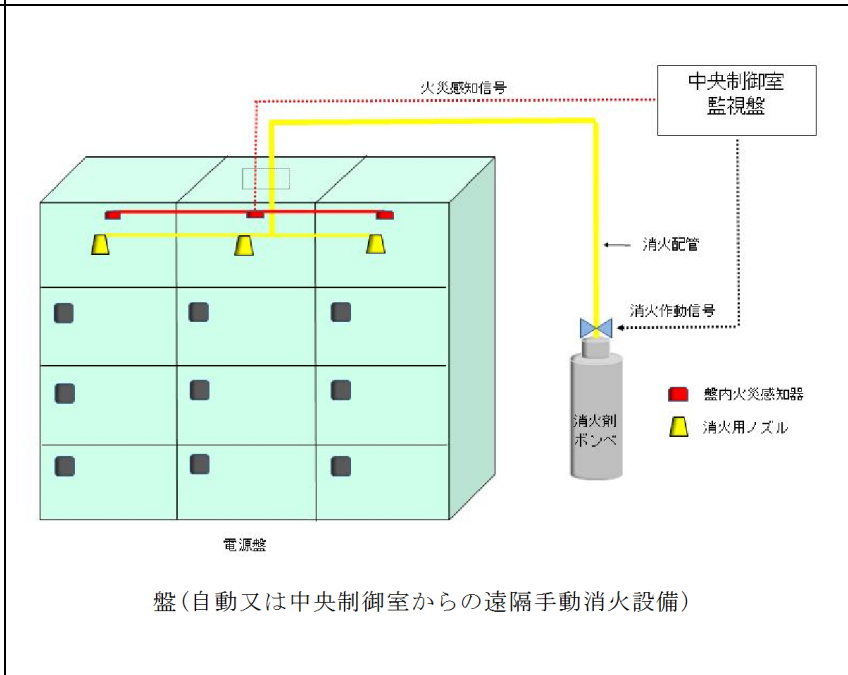 火災感知信号
中央制御室
監視盤
消火配管
消火作動信号
消火剤
ボンベ
盤内火災感知器
消火用ノズル
電源盤
盤(自動又は中央制御室からの遠隔手動消火設備)